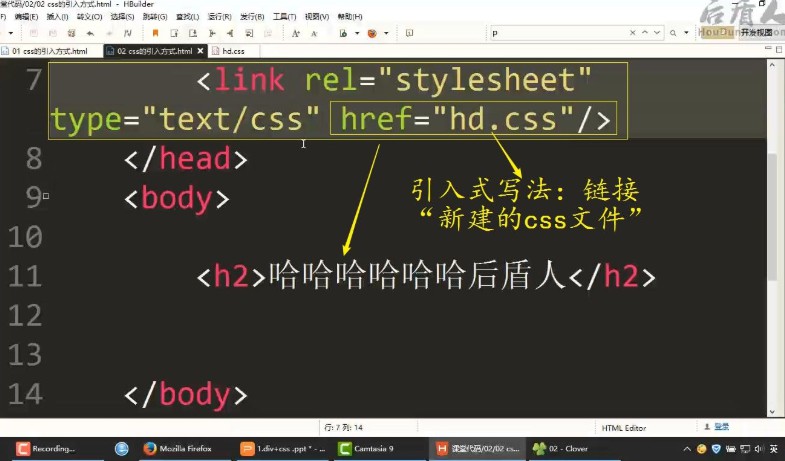 课堂代码/02/02 css的引入方式.html - HBuilder
编辑(E) 插入(I) 转义(O) 选择(S) 跳转(G) 查找(L) 运行(R) 发行(B) 工具(T) 视图(V) 帮助(H)
p
开发视图
后盾人
01 css的引入方式.html 02 css的引入方式.html hd.css
7 <link rel="stylesheet"
type="text/css" href="hd.css"/>
8 </head>
9 <body>
引入式写法：链接
“新建的css文件”
10
11 <h2>哈哈哈哈哈哈后盾人</h2>
12
13
14 </body>
行: 7 列: 14 HTML Editor 登录
Recording... Mozilla Firefox 1.div+css .ppt * -... Camtasia 9 课堂代码/02/02 cs... 02 - Clover 英